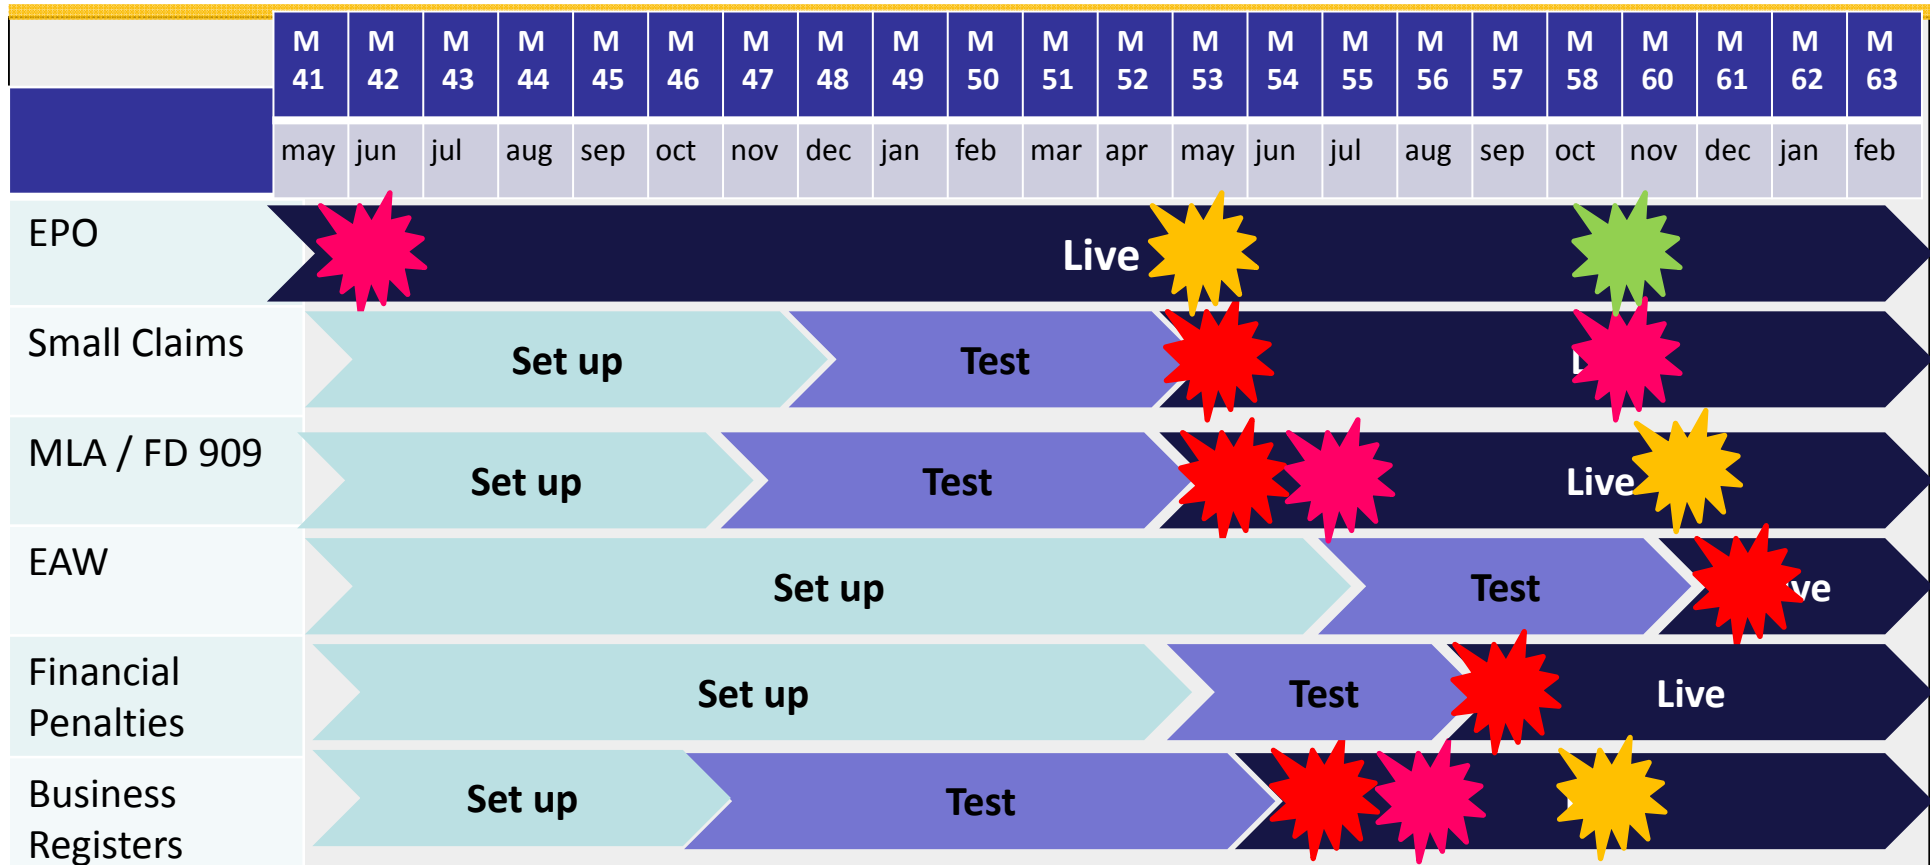 M M M M M M M M M M M M M M M M M M M M M M
41 42 43 44 45 46 47 48 49 50 51 52 53 54 55 56 57 58 60 61 62 63
may jun jul aug sep oct nov dec jan feb mar apr may jun jul aug sep oct nov dec jan feb
EPO
Live
Small Claims
Set up Test
MLA / FD 909
Set up Test Live
EAW
Set up Test
Financial
Penalties
Set up Test Live
Business
Registers
Set up Test